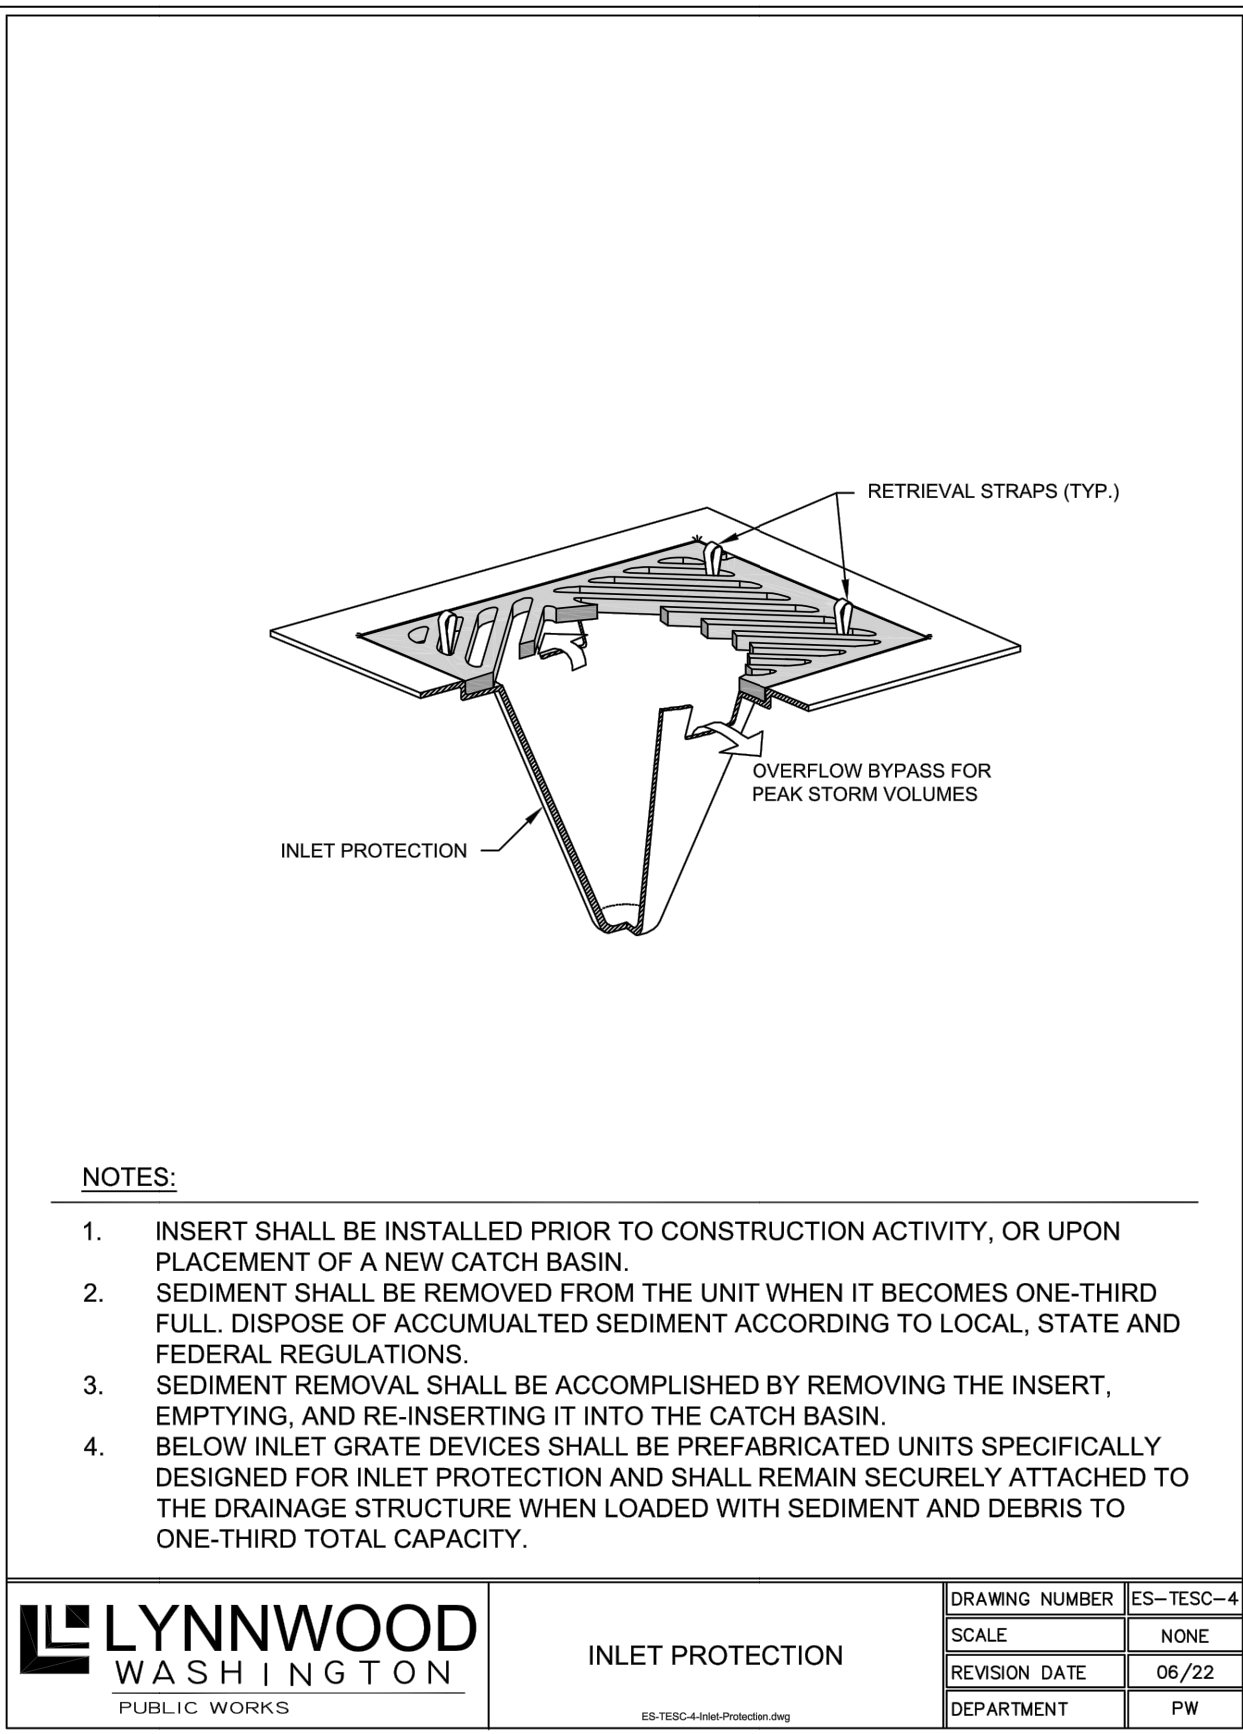 RETRIEVAL STRAPS (TYP.)
OVERFLOW BYPASS FOR
PEAK STORM VOLUMES
INLET PROTECTION
NOTES:
1. INSERT SHALL BE INSTALLED PRIOR TO CONSTRUCTION ACTIVITY, OR UPON
PLACEMENT OF A NEW CATCH BASIN.
2. SEDIMENT SHALL BE REMOVED FROM THE UNIT WHEN IT BECOMES ONE-THIRD
FULL. DISPOSE OF ACCUMUALTED SEDIMENT ACCORDING TO LOCAL, STATE AND
FEDERAL REGULATIONS.
3. SEDIMENT REMOVAL SHALL BE ACCOMPLISHED BY REMOVING THE INSERT,
EMPTYING, AND RE-INSERTING IT INTO THE CATCH BASIN.
4. BELOW INLET GRATE DEVICES SHALL BE PREFABRICATED UNITS SPECIFICALLY
DESIGNED FOR INLET PROTECTION AND SHALL REMAIN SECURELY ATTACHED TO
THE DRAINAGE STRUCTURE WHEN LOADED WITH SEDIMENT AND DEBRIS TO
ONE-THIRD TOTAL CAPACITY.
LYNNWOOD
WASHINGTON
PUBLIC WORKS
INLET PROTECTION
ES-TESC-4-Inlet-Protection.dwg
DRAWING NUMBER ES-TESC-4
SCALE NONE
REVISION DATE 06/22
DEPARTMENT PW